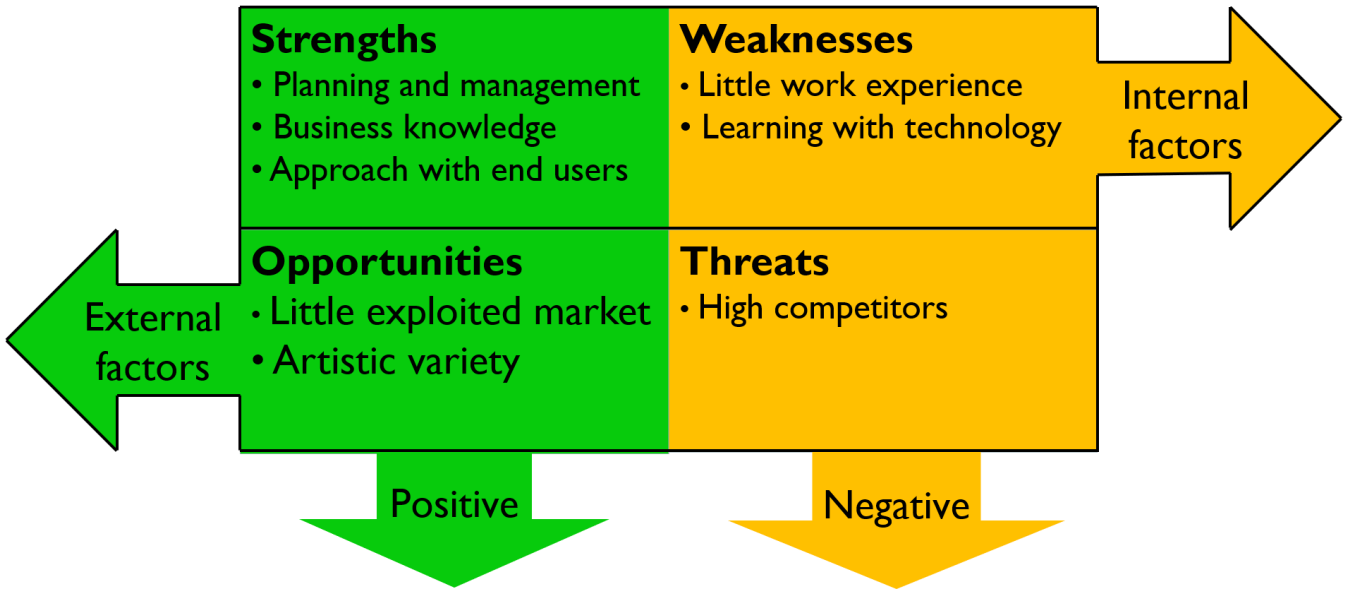 Strengths
• Planning and management
• Business knowledge
• Approach with end users
Weaknesses
• Little work experience
• Learning with technology
Internal
factors
External
factors
Opportunities
• Little exploited market
• Artistic variety
Threats
• High competitors
Positive
Negative